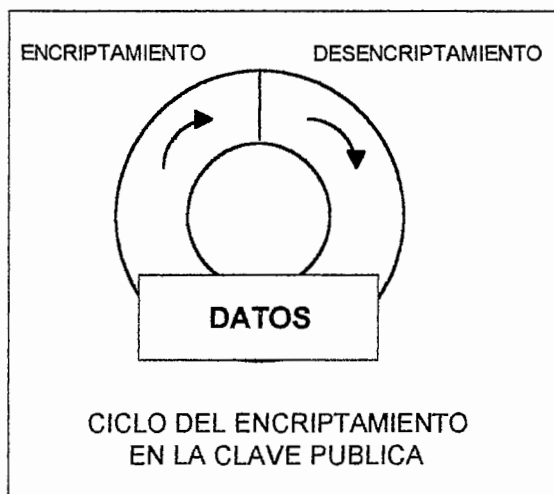 ENCRIPTAMIENTO
DESENCRIPTAMIENTO
DATOS
CICLO DEL ENCRIPTAMIENTO
EN LA CLAVE PUBLICA